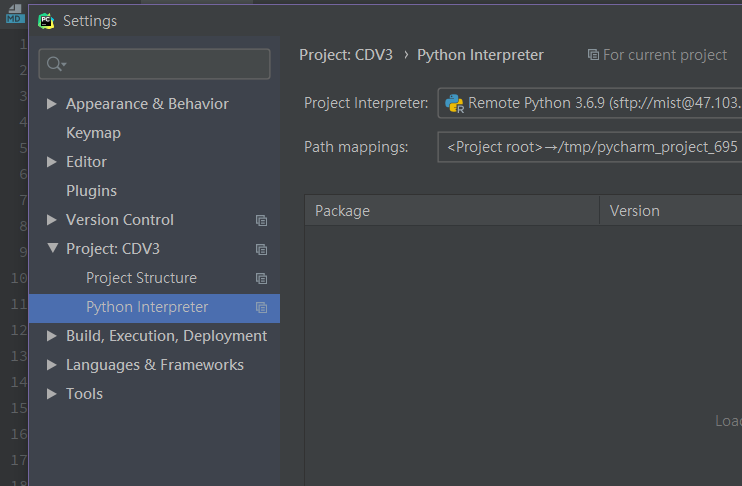 MD
PC
Settings
Project: CDV3 › Python Interpreter
For current project
Project Interpreter: Remote Python 3.6.9 (sftp://mist@47.103.
Path mappings: <Project root>→/tmp/pycharm_project_695
Package Version
Appearance & Behavior
Keymap
Editor
Plugins
Version Control
Project: CDV3
Project Structure
Python Interpreter
Build, Execution, Deployment
Languages & Frameworks
Tools
Load
1
2
3
4
5
6
7
8
9
10
11
12
13
14
15
16
17
18